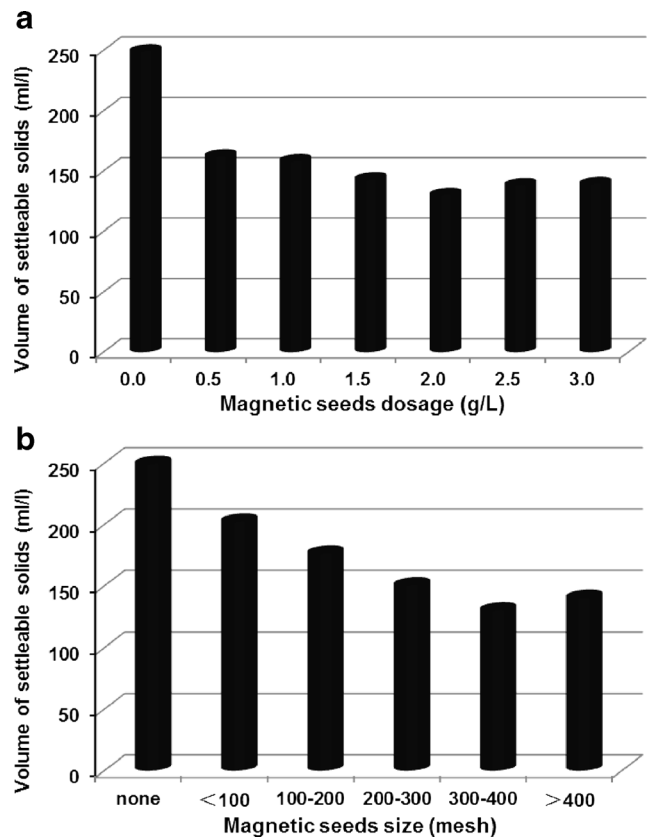 a
Volume of settleable solids (ml/l)
250
200
150
100
50
0
0.0 0.5 1.0 1.5 2.0 2.5 3.0
Magnetic seeds dosage (g/L)
b
Volume of settleable solids (ml/l)
250
200
150
100
50
0
none <100 100-200 200-300 300-400 >400
Magnetic seeds size (mesh)